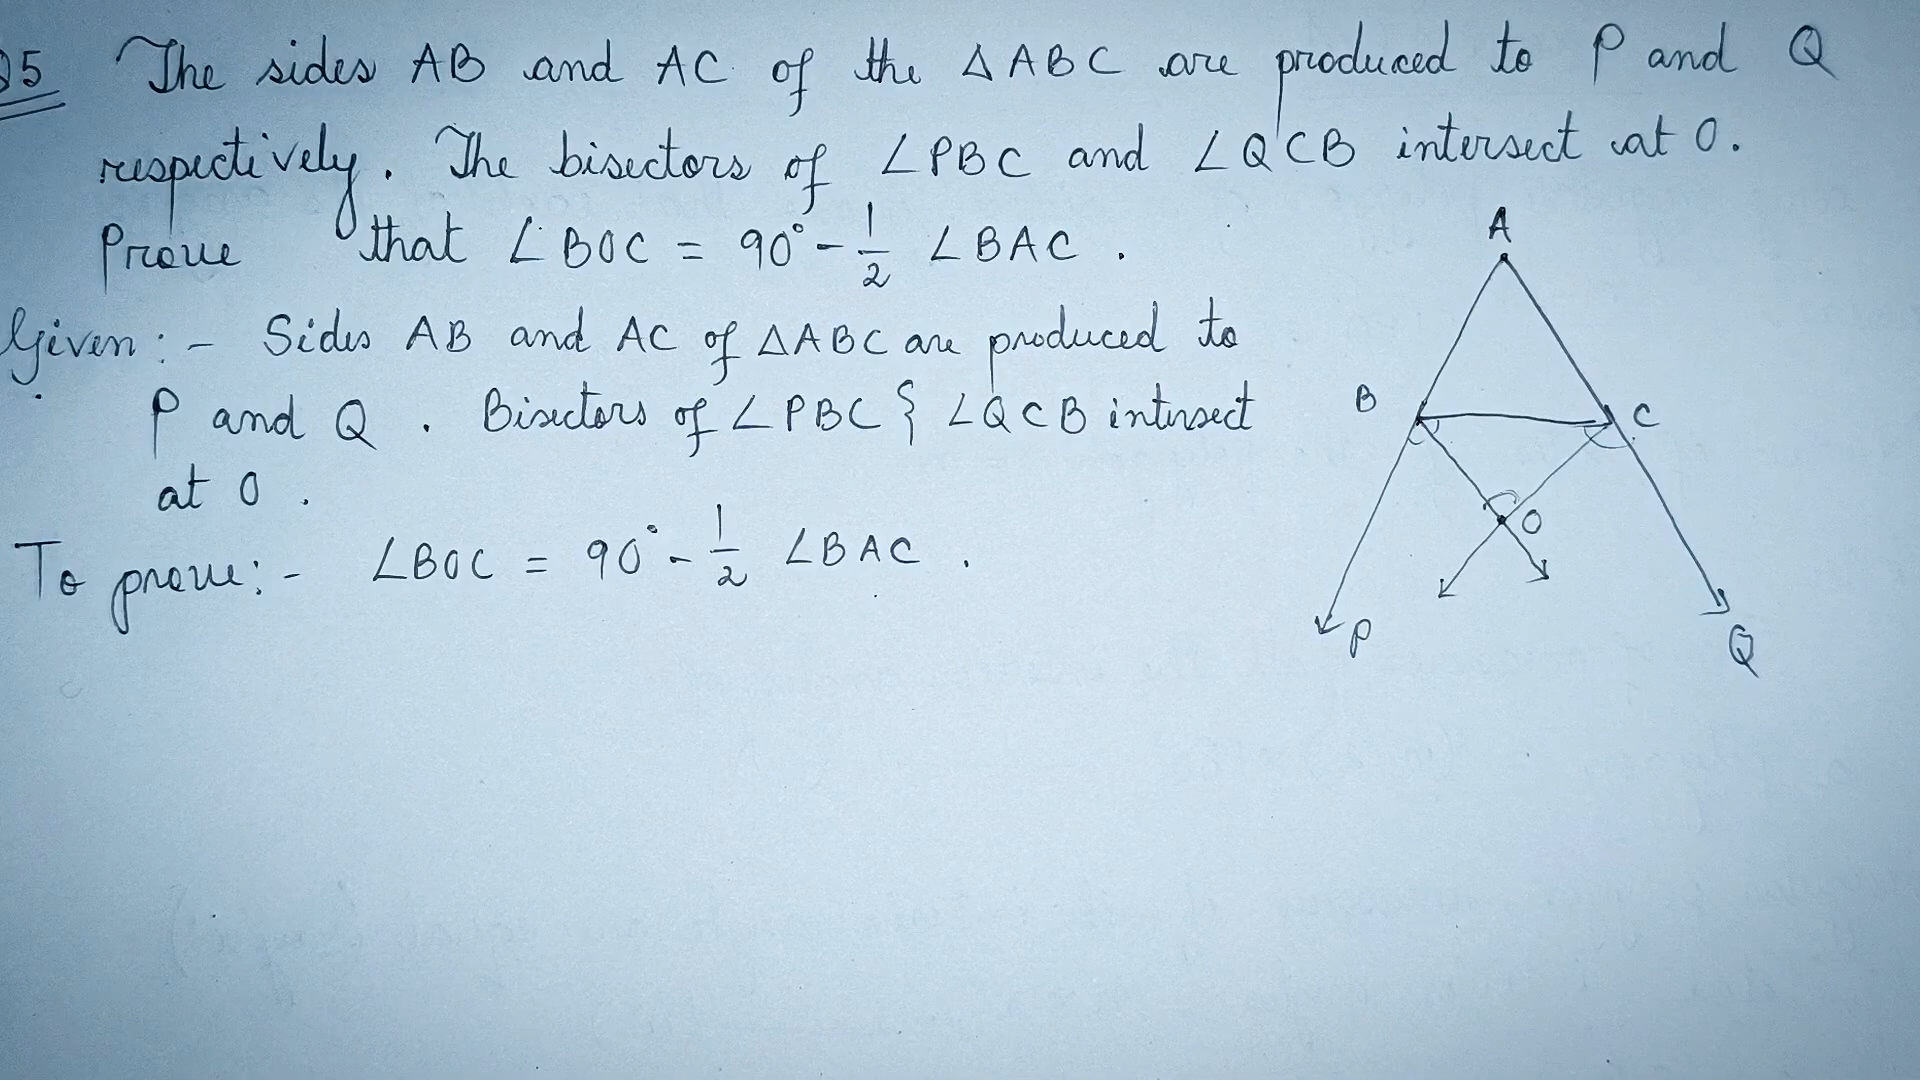 Q5 The sides AB and AC of the △ABC are produced to P and Q
respectively. The bisectors of ∠PBC and ∠QCB intersect at O.
Prove that ∠BOC = 90° - 1/2 ∠BAC .
Given :- Sides AB and AC of △ABC are produced to
P and Q . Bisectors of ∠PBC & ∠QCB intersect
at O .
To prove :- ∠BOC = 90° - 1/2 ∠BAC .
A
B
C
O
P
Q